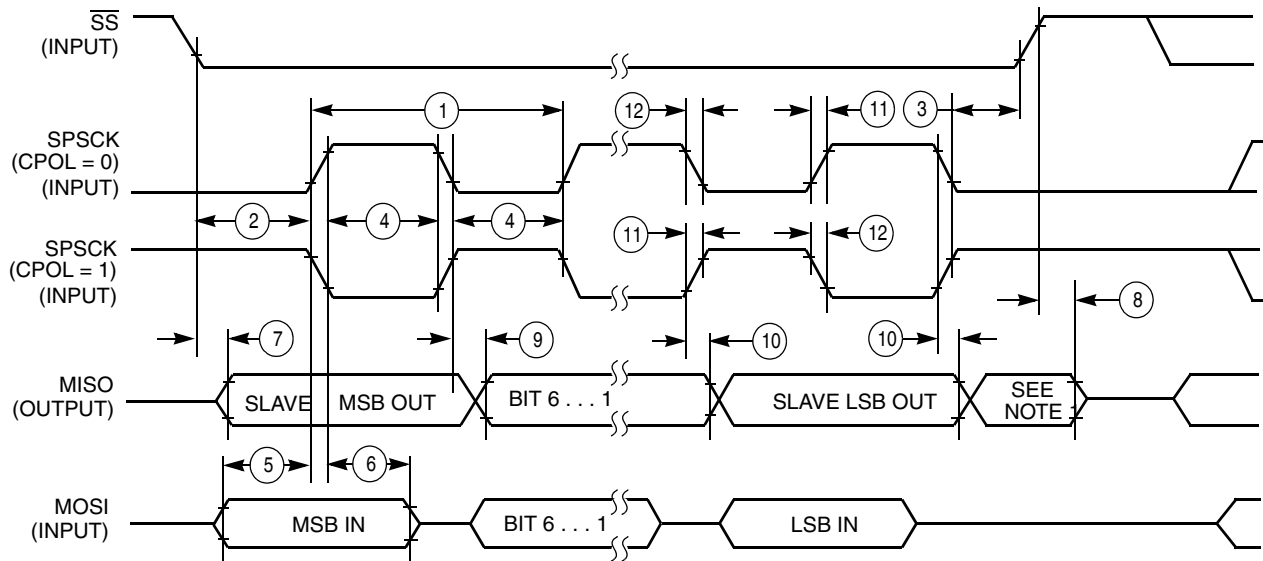 SS
(INPUT)
1
12
11
3
SPSCK
(CPOL = 0)
(INPUT)
2
4
4
SPSCK
(CPOL = 1)
(INPUT)
11
12
7
9
10
10
8
MISO
(OUTPUT)
SLAVE MSB OUT
BIT 6 . . . 1
SLAVE LSB OUT
SEE
NOTE 1
5
6
MOSI
(INPUT)
MSB IN
BIT 6 . . . 1
LSB IN